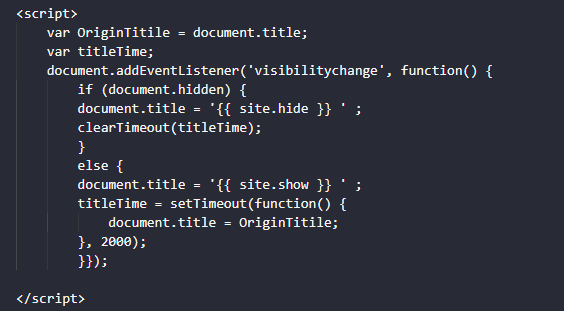 <script>
var OriginTitile = document.title;
var titleTime;
document.addEventListener('visibilitychange', function() {
if (document.hidden) {
document.title = '{{ site.hide }} ' ;
clearTimeout(titleTime);
}
else {
document.title = '{{ site.show }} ' ;
titleTime = setTimeout(function() {
document.title = OriginTitile;
}, 2000);
}});
</script>